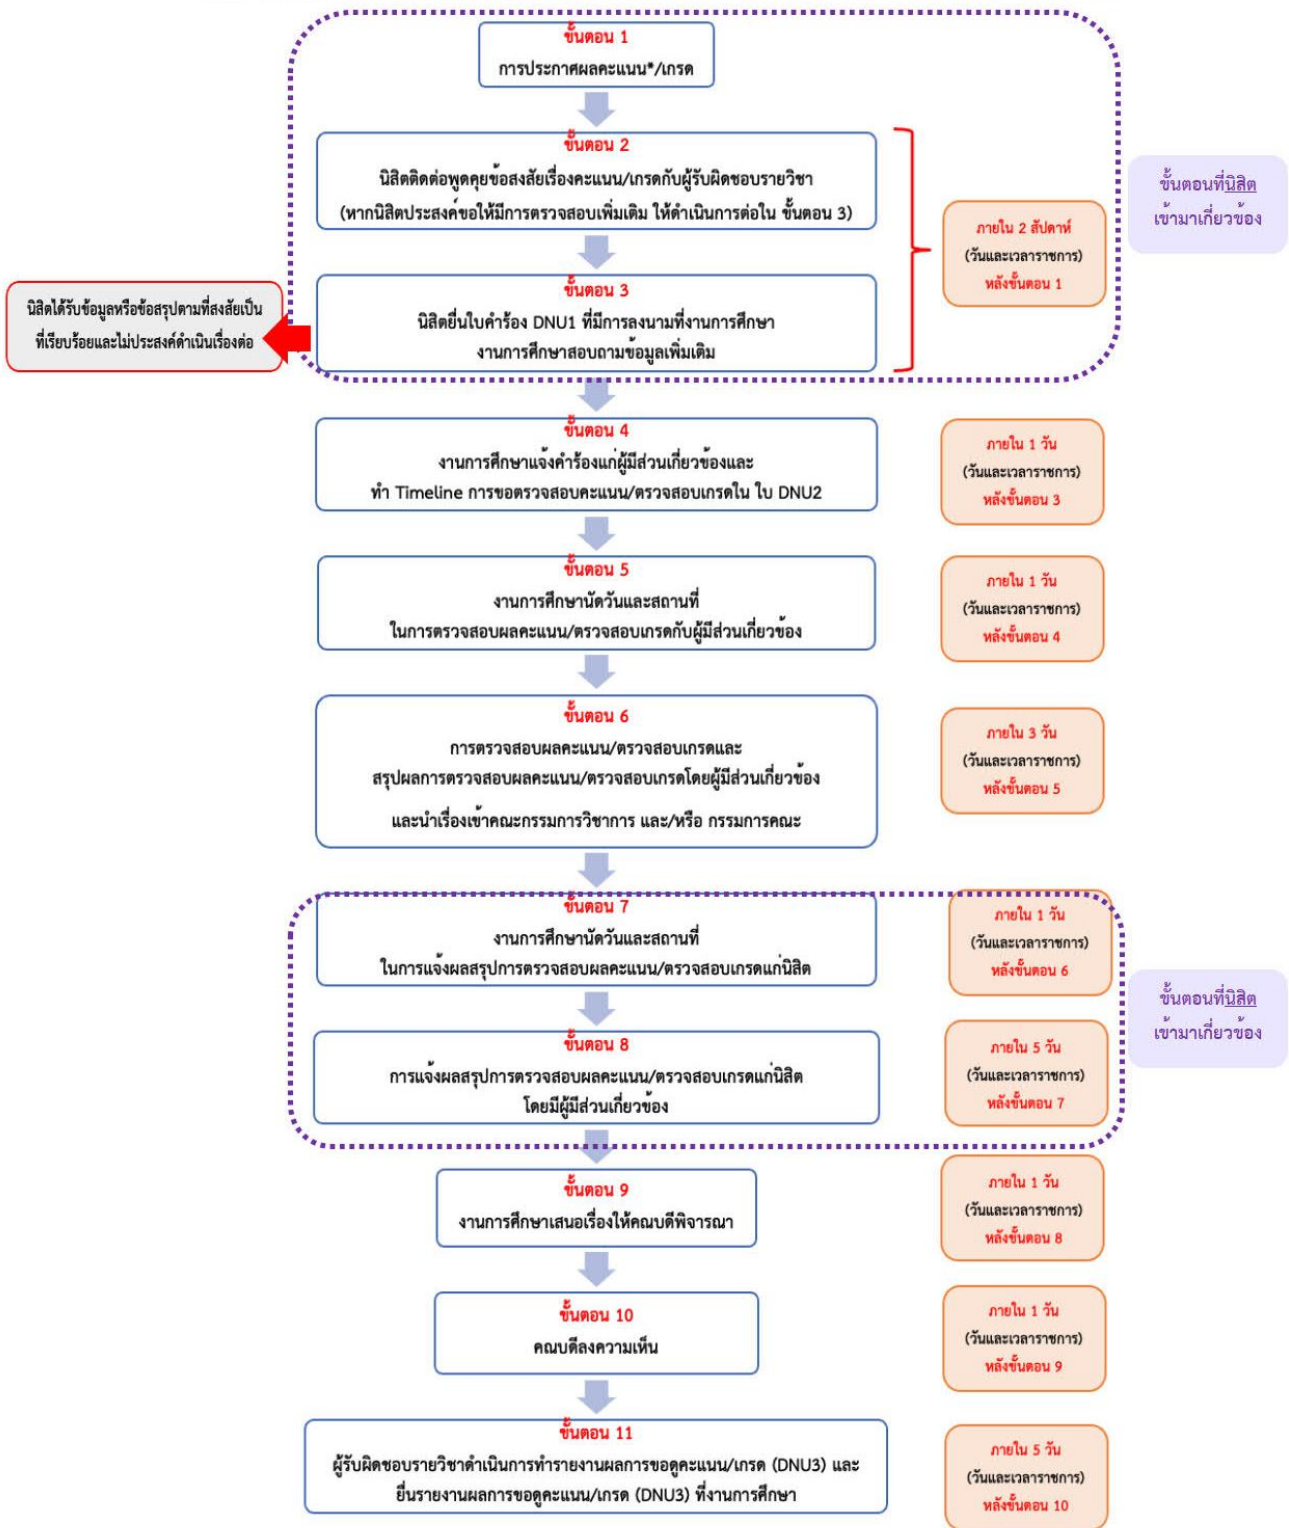 ขั้นตอน 1
การประกาศผลคะแนน*/เกรด
ขั้นตอน 2
นิสิตติดต่อพูดคุยข้อสงสัยเรื่องคะแนน/เกรดกับผู้รับผิดชอบรายวิชา
(หากนิสิตประสงค์ขอให้มีการตรวจสอบเพิ่มเติม ให้ดำเนินการต่อใน ขั้นตอน 3)
ขั้นตอนที่นิสิต
เข้ามาเกี่ยวข้อง
ภายใน 2 สัปดาห์
(วันและเวลาราชการ)
หลังขั้นตอน 1
ขั้นตอน 3
นิสิตยื่นใบคำร้อง DNU1 ที่มีการลงนามที่งานการศึกษา
งานการศึกษาสอบถามข้อมูลเพิ่มเติม
นิสิตได้รับข้อมูลหรือข้อสรุปตามที่สงสัยเป็น
ที่เรียบร้อยและไม่ประสงค์ดำเนินเรื่องต่อ
ขั้นตอน 4
งานการศึกษาแจ้งคำร้องแก่ผู้มีส่วนเกี่ยวข้องและ
ทำ Timeline การขอตรวจสอบคะแนน/ตรวจสอบเกรดใน ใบ DNU2
ภายใน 1 วัน
(วันและเวลาราชการ)
หลังขั้นตอน 3
ขั้นตอน 5
งานการศึกษานัดวันและสถานที่
ในการตรวจสอบผลคะแนน/ตรวจสอบเกรดกับผู้มีส่วนเกี่ยวข้อง
ภายใน 1 วัน
(วันและเวลาราชการ)
หลังขั้นตอน 4
ขั้นตอน 6
การตรวจสอบผลคะแนน/ตรวจสอบเกรดและ
สรุปผลการตรวจสอบผลคะแนน/ตรวจสอบเกรดโดยผู้มีส่วนเกี่ยวข้อง
และนำเรื่องเข้าคณะกรรมการวิชาการ และ/หรือ กรรมการคณะ
ภายใน 3 วัน
(วันและเวลาราชการ)
หลังขั้นตอน 5
ขั้นตอน 7
งานการศึกษานัดวันและสถานที่
ในการแจ้งผลสรุปการตรวจสอบผลคะแนน/ตรวจสอบเกรดแก่นิสิต
ภายใน 1 วัน
(วันและเวลาราชการ)
หลังขั้นตอน 6
ขั้นตอนที่นิสิต
เข้ามาเกี่ยวข้อง
ขั้นตอน 8
การแจ้งผลสรุปการตรวจสอบผลคะแนน/ตรวจสอบเกรดแก่นิสิต
โดยมีผู้มีส่วนเกี่ยวข้อง
ภายใน 5 วัน
(วันและเวลาราชการ)
หลังขั้นตอน 7
ขั้นตอน 9
งานการศึกษาเสนอเรื่องให้คณบดีพิจารณา
ภายใน 1 วัน
(วันและเวลาราชการ)
หลังขั้นตอน 8
ขั้นตอน 10
คณบดีลงความเห็น
ภายใน 1 วัน
(วันและเวลาราชการ)
หลังขั้นตอน 9
ขั้นตอน 11
ผู้รับผิดชอบรายวิชาดำเนินการทำรายงานผลการขอดูคะแนน/เกรด (DNU3) และ
ยื่นรายงานผลการขอดูคะแนน/เกรด (DNU3) ที่งานการศึกษา
ภายใน 5 วัน
(วันและเวลาราชการ)
หลังขั้นตอน 10